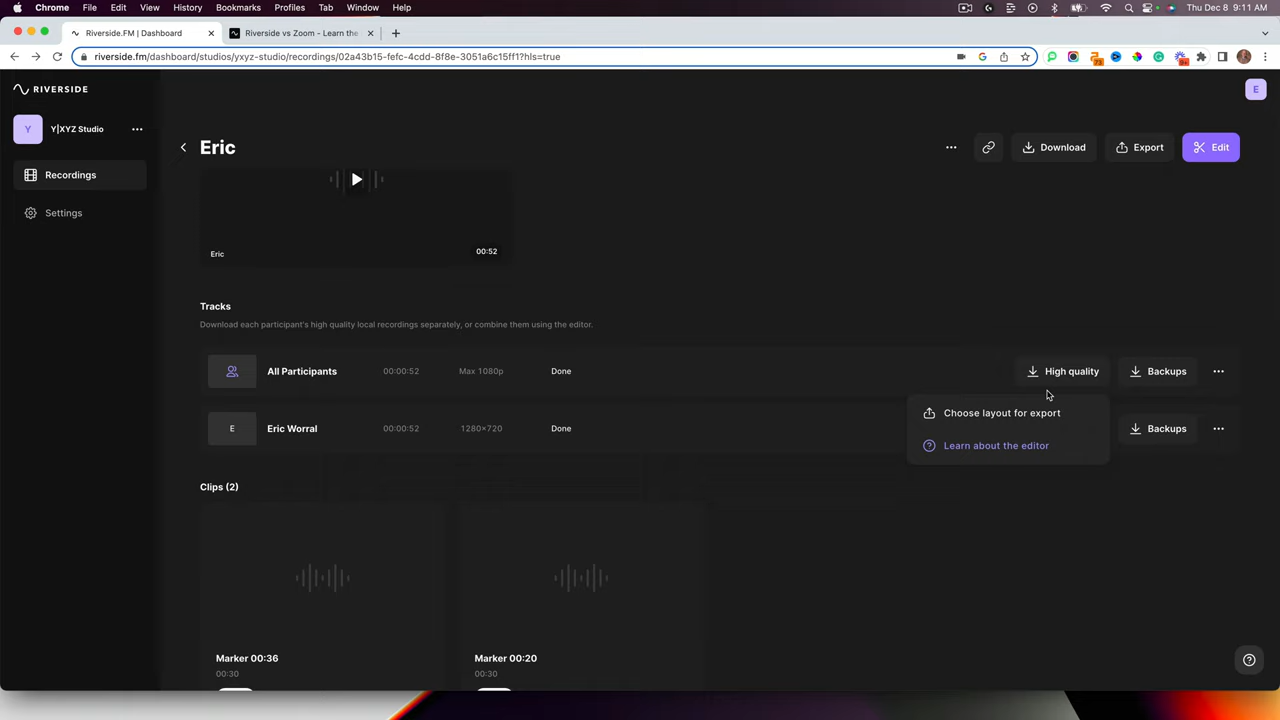 Chrome File Edit View History Bookmarks Profiles Tab Window Help Thu Dec 8 9:11 AM
Riverside.FM | Dashboard Riverside vs Zoom - Learn the
riverside.fm/dashboard/studios/yxyz-studio/recordings/02a43b15-fefc-4cdd-8f8e-3051a6c15ff1?hls=true
73
9+
RIVERSIDE
E
Y Y|XYZ Studio
Recordings
Settings
Eric
Download Export Edit
Eric 00:52
Tracks
Download each participant's high quality local recordings separately, or combine them using the editor.
All Participants 00:00:52 Max 1080p Done High quality Backups
Choose layout for export
Learn about the editor
E Eric Worral 00:00:52 1280×720 Done Backups
Clips (2)
Marker 00:36
00:30
Marker 00:20
00:30